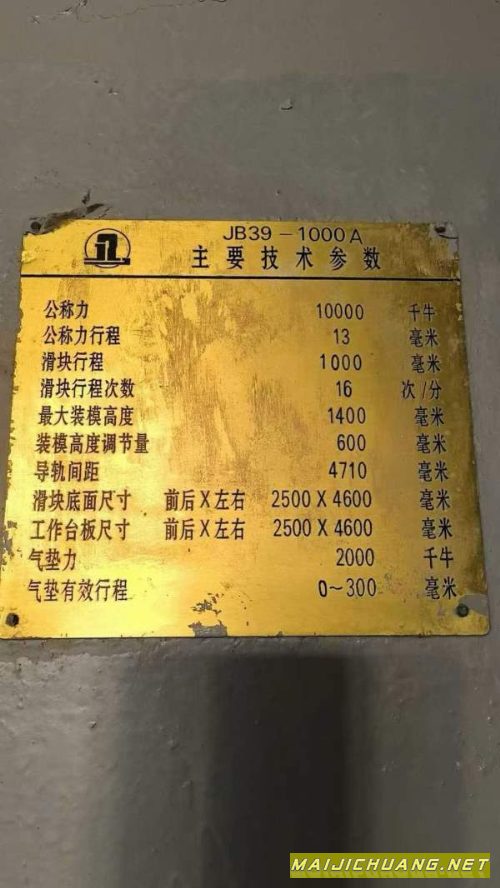 JB39-1000A
主要技术参数
公称力 10000 千牛
公称力行程 13 毫米
滑块行程 1000 毫米
滑块行程次数 16 次/分
最大装模高度 1400 毫米
装模高度调节量 600 毫米
导轨间距 4710 毫米
滑块底面尺寸 前后X左右 2500X4600 毫米
工作台板尺寸 前后X左右 2500X4600 毫米
气垫力 2000 千牛
气垫有效行程 0~300 毫米
MAIJICHUANG.NET